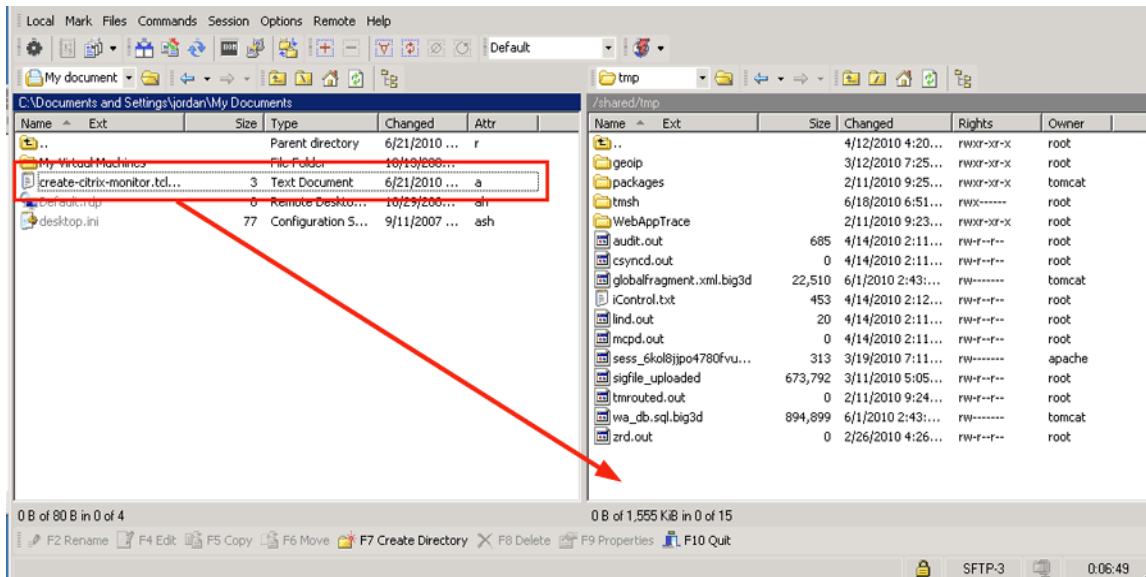 Local Mark Files Commands Session Options Remote Help
Default
My document tmp
C:\Documents and Settings\jordan\My Documents /shared/tmp
Name Ext Size Type Changed Attr Name Ext Size Changed Rights Owner
.. Parent directory 6/21/2010 ... r .. 4/12/2010 4:20... rwxr-xr-x root
My Virtual Machines File Folder 10/10/200... geoip 3/12/2010 7:25... rwxr-xr-x root
create-citrix-monitor.tcl... 3 Text Document 6/21/2010 ... a packages 2/11/2010 9:25... rwxr-xr-x tomcat
Default.rdp 0 Remote Deskto... 10/29/200... ah tmsh 6/18/2010 6:51... rwx------ root
desktop.ini 77 Configuration S... 9/11/2007 ... ash WebAppTrace 2/11/2010 9:23... rwxr-xr-x root
audit.out 685 4/14/2010 2:11... rw-r--r-- root
csyncd.out 0 4/14/2010 2:11... rw-r--r-- root
globalfragment.xml.big3d 22,510 6/1/2010 2:43:... rw------- tomcat
iControl.txt 453 4/14/2010 2:12... rw-r--r-- root
lind.out 20 4/14/2010 2:11... rw-r--r-- root
mcpd.out 0 4/14/2010 2:11... rw-r--r-- root
sess_6kol8jjpo4780fvu... 313 3/19/2010 7:11... rw------- apache
sigfile_uploaded 673,792 3/11/2010 5:05... rw-r--r-- root
tmrouted.out 0 2/11/2010 9:24... rw-r--r-- root
wa_db.sql.big3d 894,899 6/1/2010 2:43:... rw------- tomcat
zrd.out 0 2/26/2010 4:26... rw-r--r-- root
0 B of 80 B in 0 of 4 0 B of 1,555 KiB in 0 of 15
F2 Rename F4 Edit F5 Copy F6 Move F7 Create Directory F8 Delete F9 Properties F10 Quit
SFTP-3 0:06:49